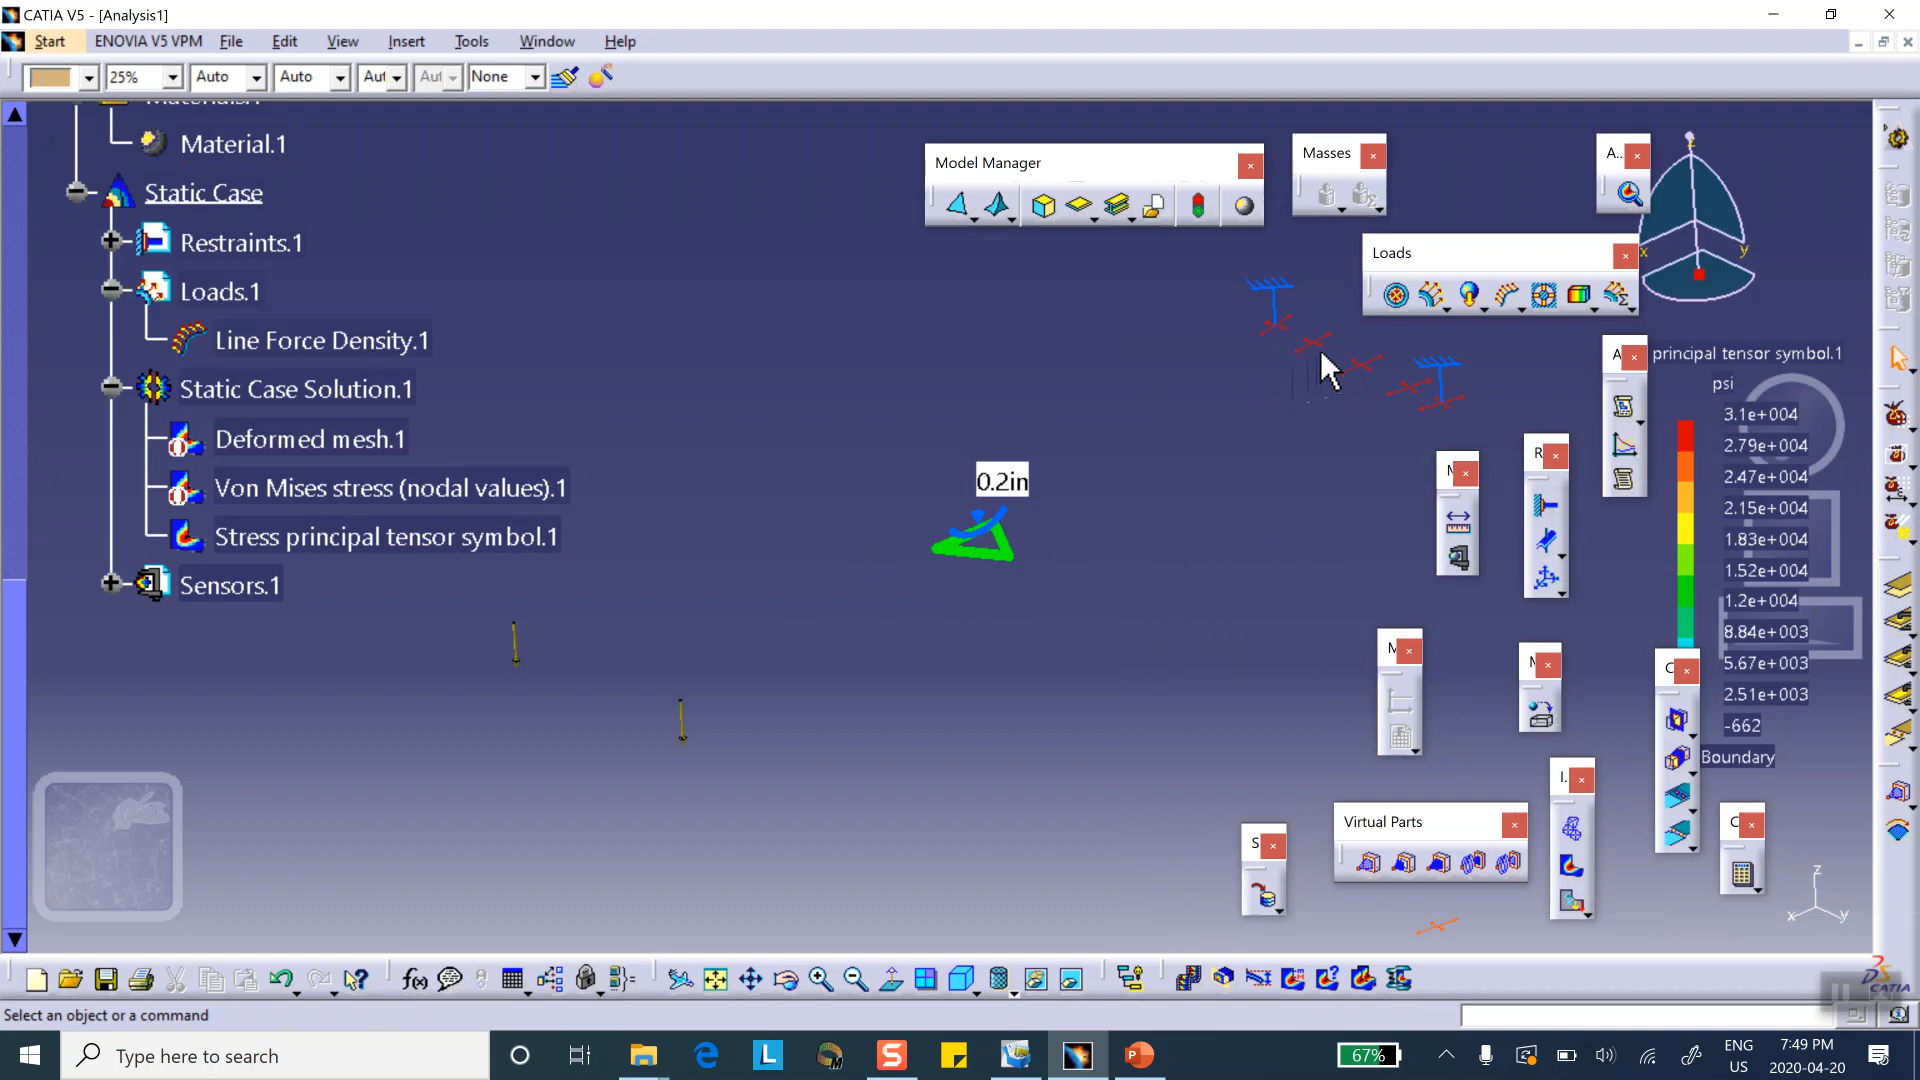 CATIA V5 - [Analysis1]
Start ENOVIA V5 VPM File Edit View Insert Tools Window Help
25% Auto Auto Aut Aut None
Material.1
Static Case
Restraints.1
Loads.1
Line Force Density.1
Static Case Solution.1
Deformed mesh.1
Von Mises stress (nodal values).1
Stress principal tensor symbol.1
Sensors.1
0.2in
Model Manager
Masses
A..
Loads
z
x
y
A
principal tensor symbol.1
psi
3.1e+004
2.79e+004
2.47e+004
2.15e+004
1.83e+004
1.52e+004
1.2e+004
8.84e+003
5.67e+003
2.51e+003
-662
Boundary
R
C
I.
Virtual Parts
S
C
z
x y
CATIA
Select an object or a command
Type here to search
67%
ENG
US
7:49 PM
2020-04-20